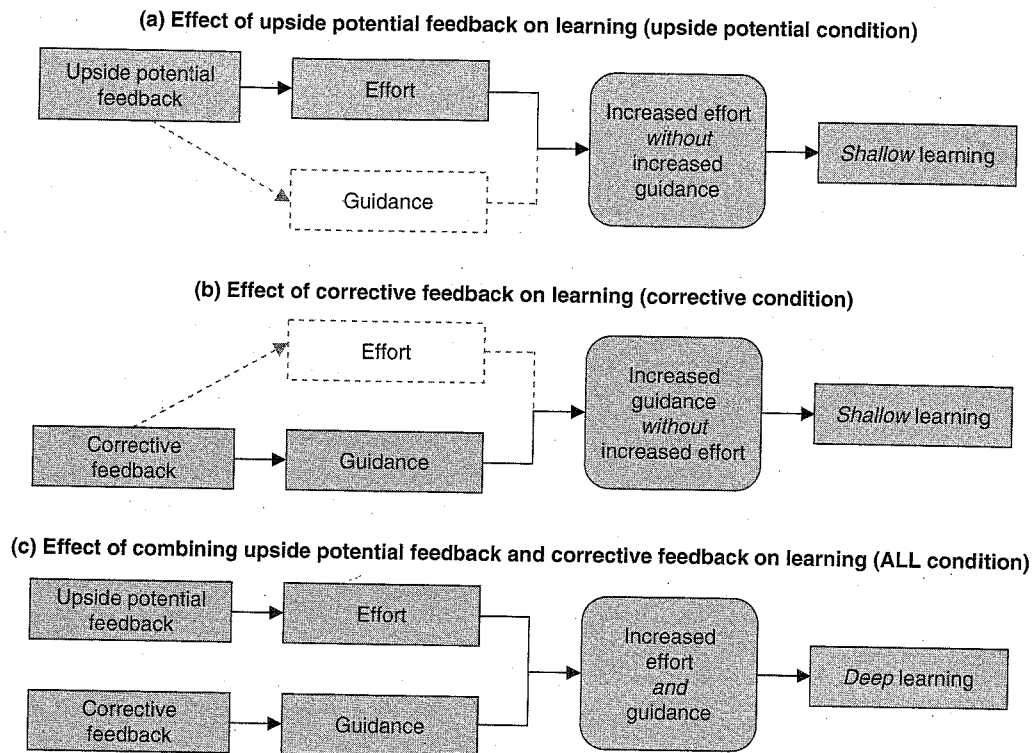 (a) Effect of upside potential feedback on learning (upside potential condition)
Upside potential
feedback
Effort
Guidance
Increased effort
without
increased
guidance
Shallow learning
(b) Effect of corrective feedback on learning (corrective condition)
Effort
Corrective
feedback
Guidance
Increased
guidance
without
increased effort
Shallow learning
(c) Effect of combining upside potential feedback and corrective feedback on learning (ALL condition)
Upside potential
feedback
Effort
Corrective
feedback
Guidance
Increased
effort
and
guidance
Deep learning